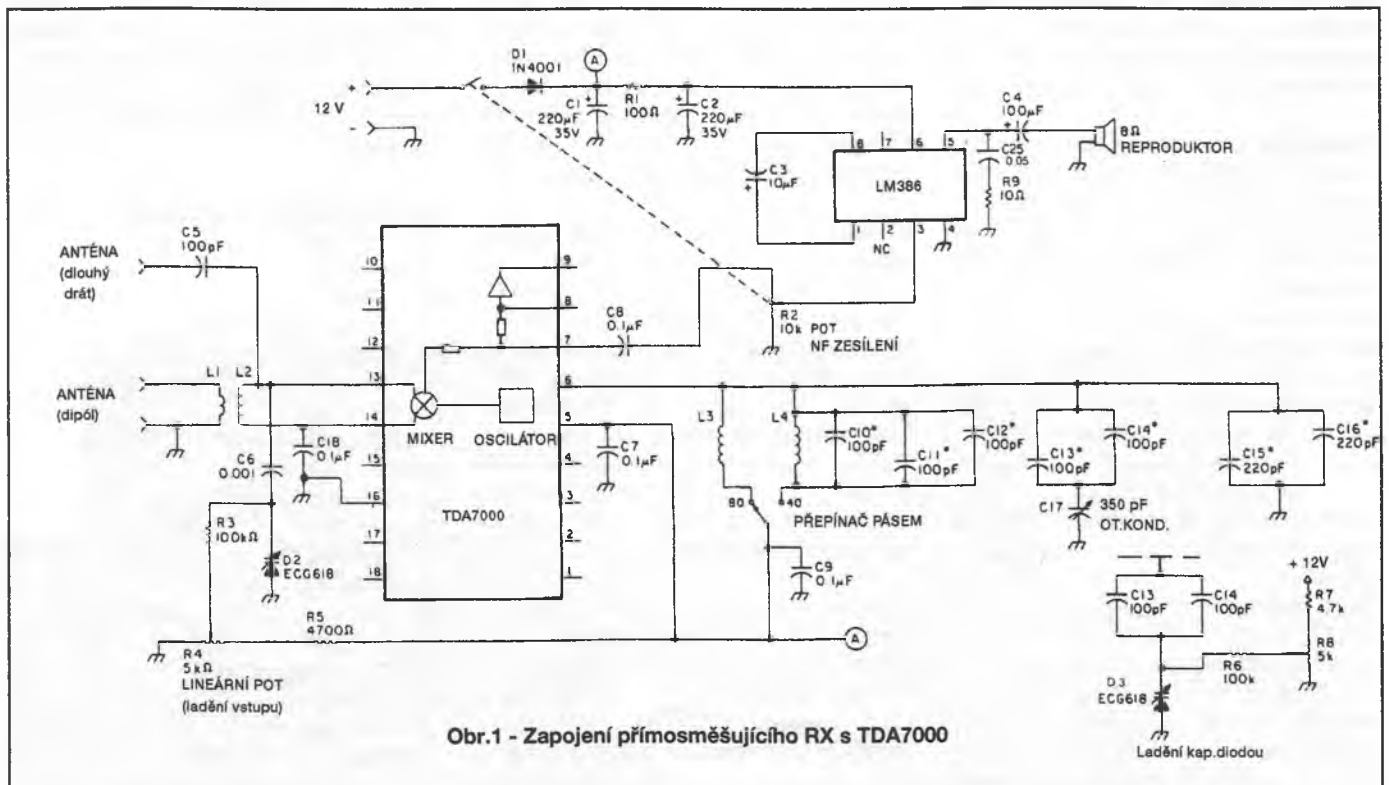 D1
1N4001
A
+
12 V
-
C1
220µF
35V
R1
100Ω
C2
220µF
35V
C3
10µF
+
8
7
6
5
LM386
1
2
3
4
NC
C4
100µF
+
C25
0.05
R9
10Ω
8Ω
REPRODUKTOR
ANTÉNA
(dlouhý
drát)
C5
100pF
ANTÉNA
(dipól)
L1
L2
C6
0.001
C18
0.1µF
R3
100kΩ
D2
ECG618
R4
5kΩ
LINEÁRNÍ POT
(ladění vstupu)
R5
4700Ω
10
11
12
13
14
15
16
17
18
9
8
7
6
5
4
3
2
1
MIXER
OSCILÁTOR
TDA7000
C8
0.1µF
C7
0.1µF
R2
10k
POT
NF ZESÍLENÍ
L3
L4
C10*
100pF
C11*
100pF
C12*
100pF
80
40
PŘEPÍNAČ PÁSEM
C9
0.1µF
A
C13*
100pF
C14*
100pF
C17
350 pF
OT.KOND.
C15*
220pF
C16*
220pF
+ 12V
R7
4.7k
R8
5k
C13
100pF
C14
100pF
R6
100k
D3
ECG618
Ladění kap.diodou
Obr.1 - Zapojení přímosměšujícího RX s TDA7000